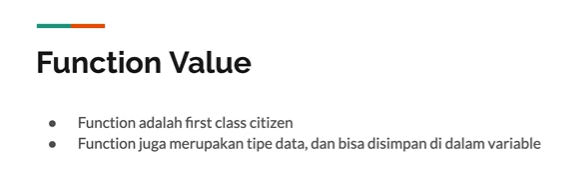 Function Value
● Function adalah first class citizen
● Function juga merupakan tipe data, dan bisa disimpan di dalam variable